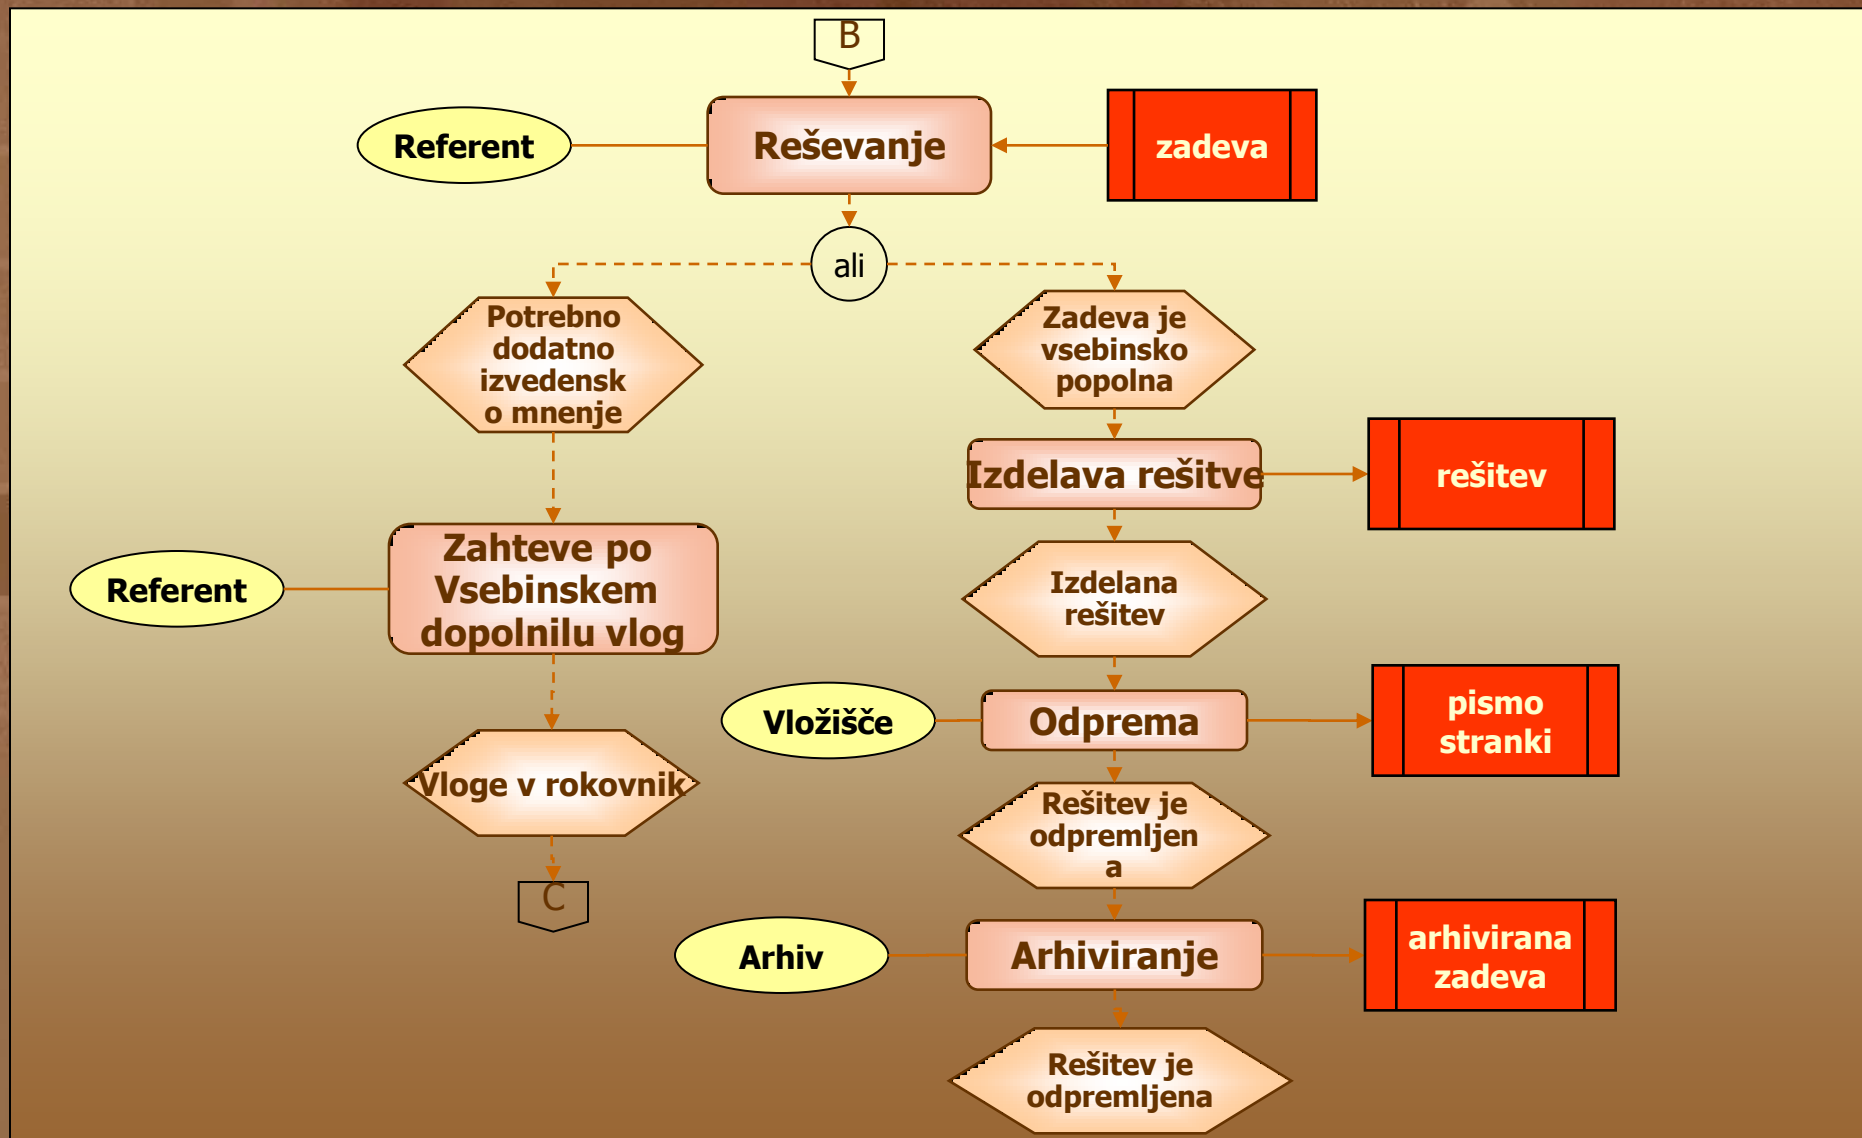 B
Referent
Reševanje
zadeva
ali
Potrebno
dodatno
izvedensk
o mnenje
Zadeva je
vsebinsko
popolna
Izdelava rešitve
rešitev
Referent
Zahteve po
Vsebinskem
dopolnilu vlog
Izdelana
rešitev
Vložišče
Odprema
pismo
stranki
Vloge v rokovnik
Rešitev je
odpremljen
a
C
Arhiv
Arhiviranje
arhivirana
zadeva
Rešitev je
odpremljena